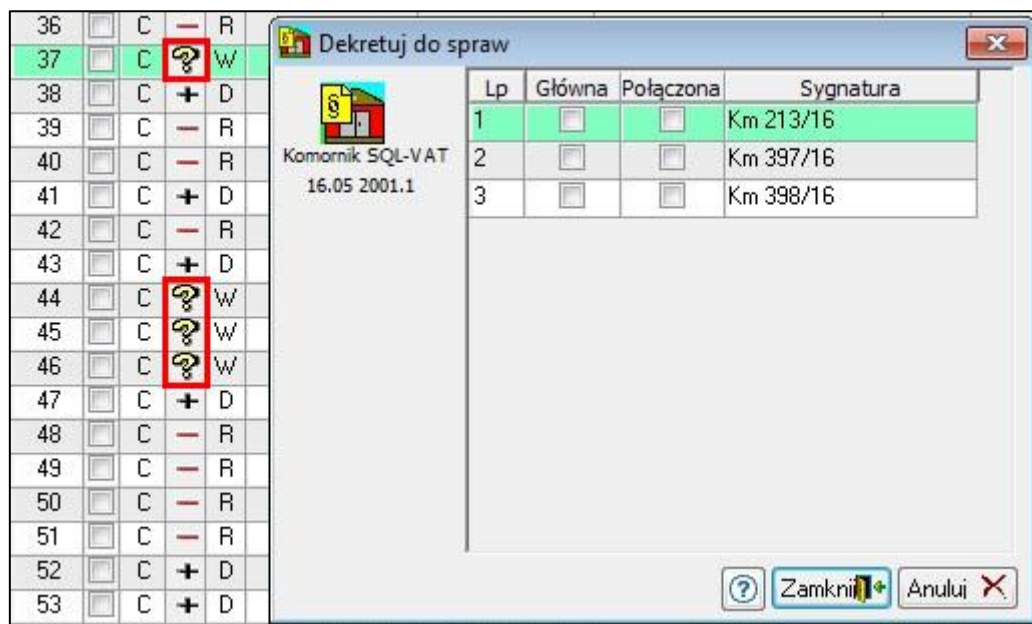 36 C — R
37 C ? W
38 C + D
39 C — R
40 C — R
41 C + D
42 C — R
43 C + D
44 C ? W
45 C ? W
46 C ? W
47 C + D
48 C — R
49 C — R
50 C — R
51 C — R
52 C + D
53 C + D
Dekretuj do spraw
§
Komornik SQL-VAT
16.05 2001.1
Lp Główna Połączona Sygnatura
1 Km 213/16
2 Km 397/16
3 Km 398/16
? Zamknij Anuluj